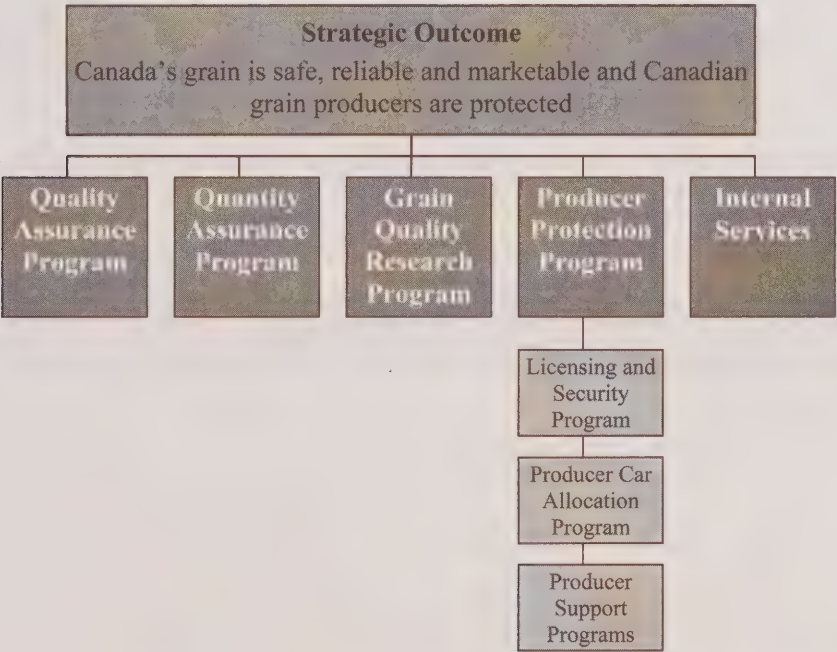 Strategic Outcome
Canada's grain is safe, reliable and marketable and Canadian
grain producers are protected
Quality
Assurance
Program
Quantity
Assurance
Program
Grain
Quality
Research
Program
Producer
Protection
Program
Internal
Services
Licensing and
Security
Program
Producer Car
Allocation
Program
Producer
Support
Programs